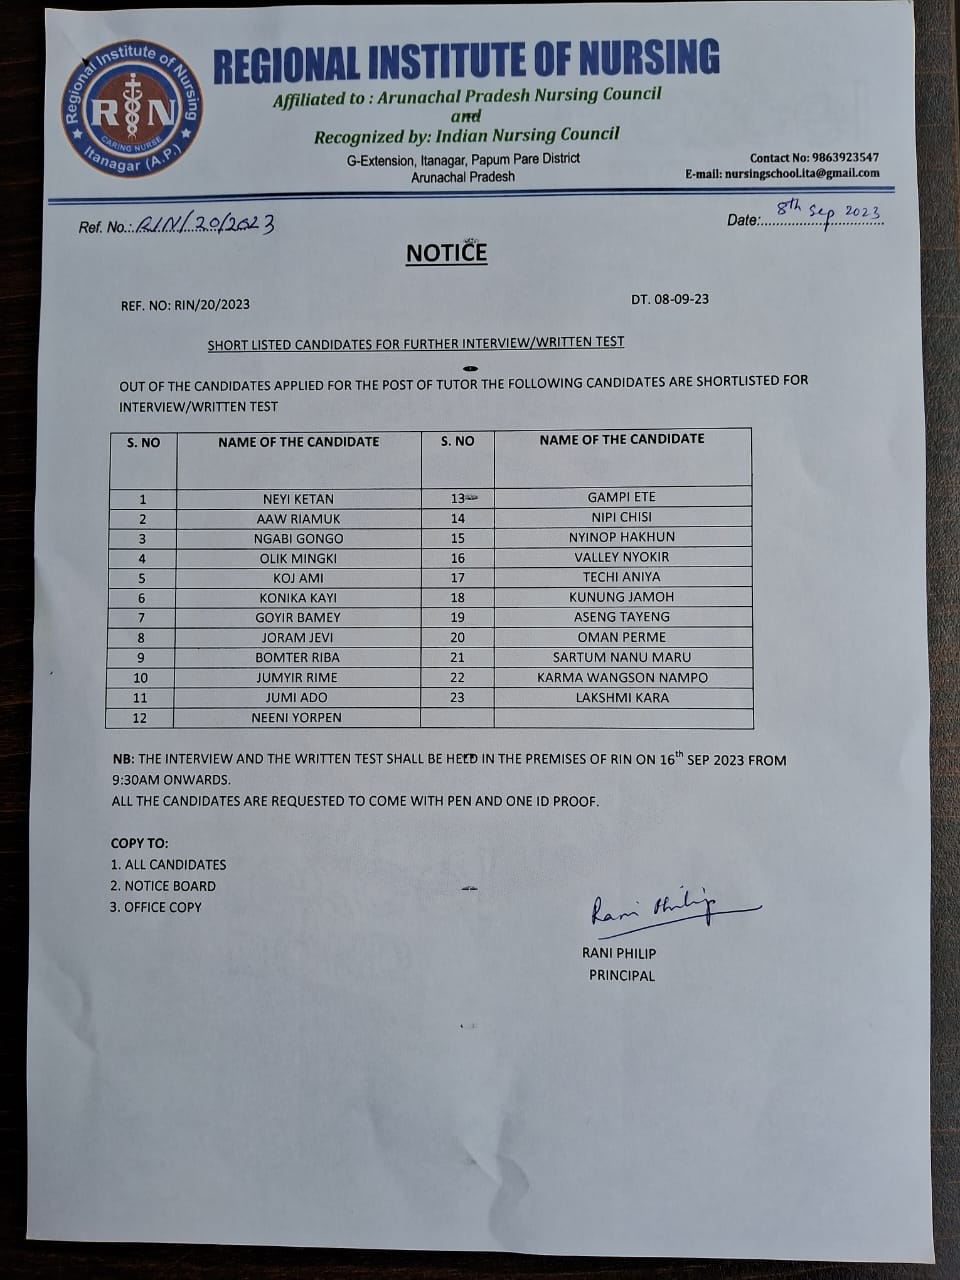 REGIONAL INSTITUTE OF NURSING
Affiliated to : Arunachal Pradesh Nursing Council
and
Recognized by: Indian Nursing Council
G-Extension, Itanagar, Papum Pare District
Arunachal Pradesh
Contact No: 9863923547
E-mail: nursingschool.ita@gmail.com
Regional Institute of Nursing
RIN
CARING NURSE
Itanagar (A.P.)
Ref. No.:.RIN/20/2023
Date:8th Sep 2023
NOTICE
REF. NO: RIN/20/2023 DT. 08-09-23
SHORT LISTED CANDIDATES FOR FURTHER INTERVIEW/WRITTEN TEST
OUT OF THE CANDIDATES APPLIED FOR THE POST OF TUTOR THE FOLLOWING CANDIDATES ARE SHORTLISTED FOR
INTERVIEW/WRITTEN TEST
S. NO NAME OF THE CANDIDATE S. NO NAME OF THE CANDIDATE
1 NEYI KETAN 13 GAMPI ETE
2 AAW RIAMUK 14 NIPI CHISI
3 NGABI GONGO 15 NYINOP HAKHUN
4 OLIK MINGKI 16 VALLEY NYOKIR
5 KOJ AMI 17 TECHI ANIYA
6 KONIKA KAYI 18 KUNUNG JAMOH
7 GOYIR BAMEY 19 ASENG TAYENG
8 JORAM JEVI 20 OMAN PERME
9 BOMTER RIBA 21 SARTUM NANU MARU
10 JUMYIR RIME 22 KARMA WANGSON NAMPO
11 JUMI ADO 23 LAKSHMI KARA
12 NEENI YORPEN
NB: THE INTERVIEW AND THE WRITTEN TEST SHALL BE HELD IN THE PREMISES OF RIN ON 16th SEP 2023 FROM
9:30AM ONWARDS.
ALL THE CANDIDATES ARE REQUESTED TO COME WITH PEN AND ONE ID PROOF.
COPY TO:
1. ALL CANDIDATES
2. NOTICE BOARD
3. OFFICE COPY
Rani Philip
RANI PHILIP
PRINCIPAL